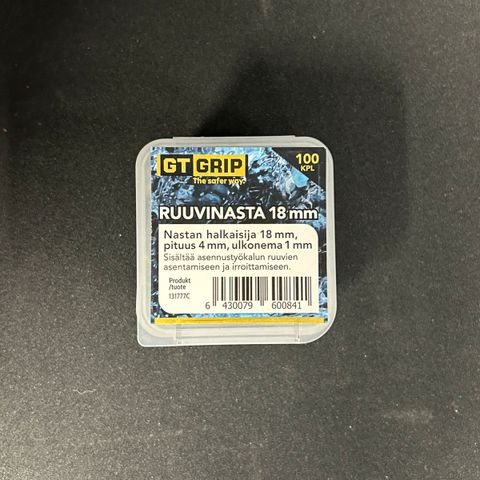 GT GRIP
The safer way.
100
KPL
RUUVINASTA 18 mm
Nastan halkaisija 18 mm,
pituus 4 mm, ulkonema 1 mm
Sisältää asennustyökalun ruuvien
asentamiseen ja irroittamiseen.
Produkt
/tuote
131777C
6 430079 600841